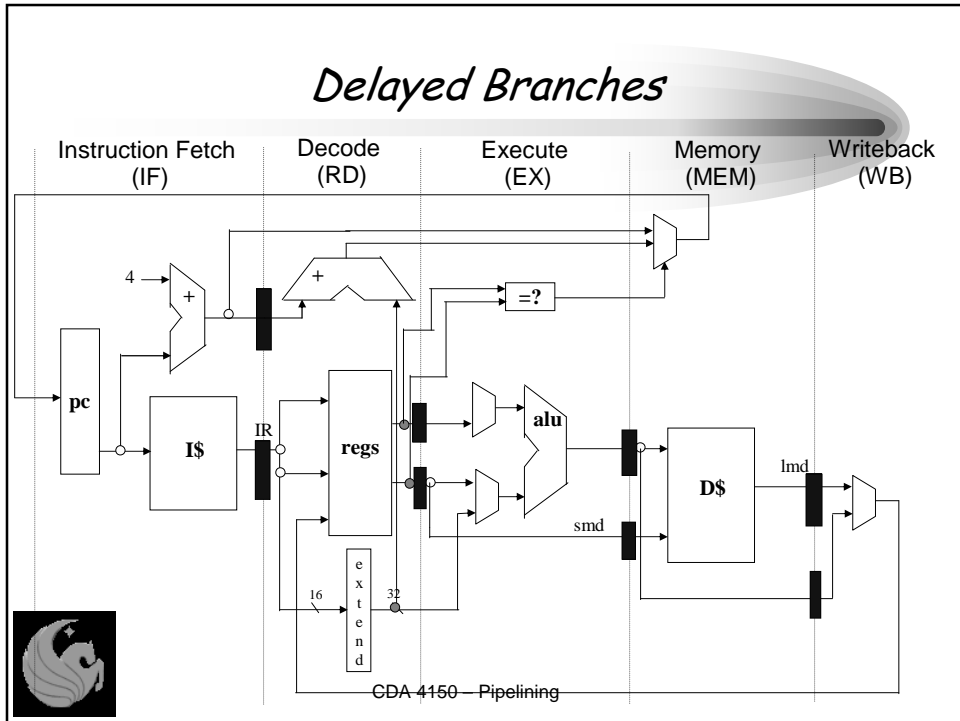 Delayed Branches
Instruction Fetch
(IF)
Decode
(RD)
Execute
(EX)
Memory
(MEM)
Writeback
(WB)
4
+
+
=?
pc
I$
IR
regs
alu
D$
lmd
smd
16
extend
32
CDA 4150 – Pipelining